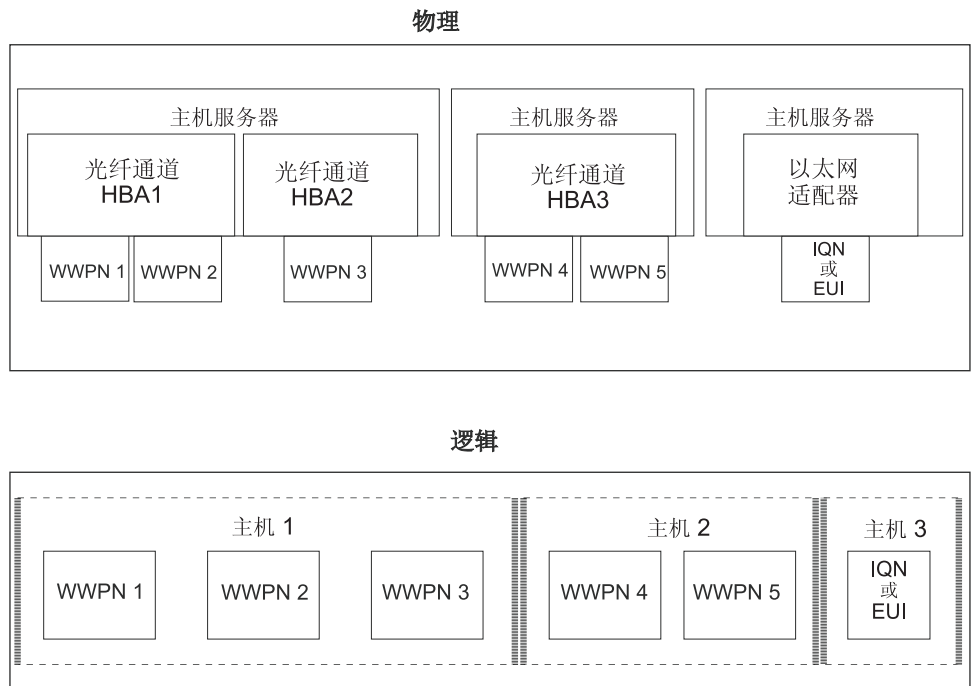 物理
主机服务器
光纤通道
HBA1
光纤通道
HBA2
WWPN 1
WWPN 2
WWPN 3
主机服务器
光纤通道
HBA3
WWPN 4
WWPN 5
主机服务器
以太网
适配器
IQN
或
EUI
逻辑
主机 1
WWPN 1
WWPN 2
WWPN 3
主机 2
WWPN 4
WWPN 5
主机 3
IQN
或
EUI